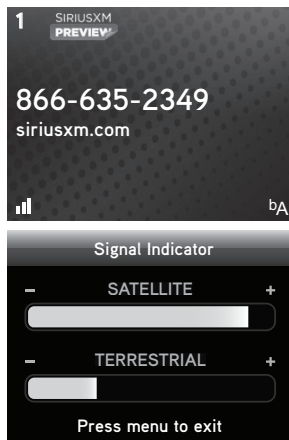 1 SIRIUSXM
PREVIEW
866-635-2349
siriusxm.com
bA
Signal Indicator
- SATELLITE +
- TERRESTRIAL +
Press menu to exit